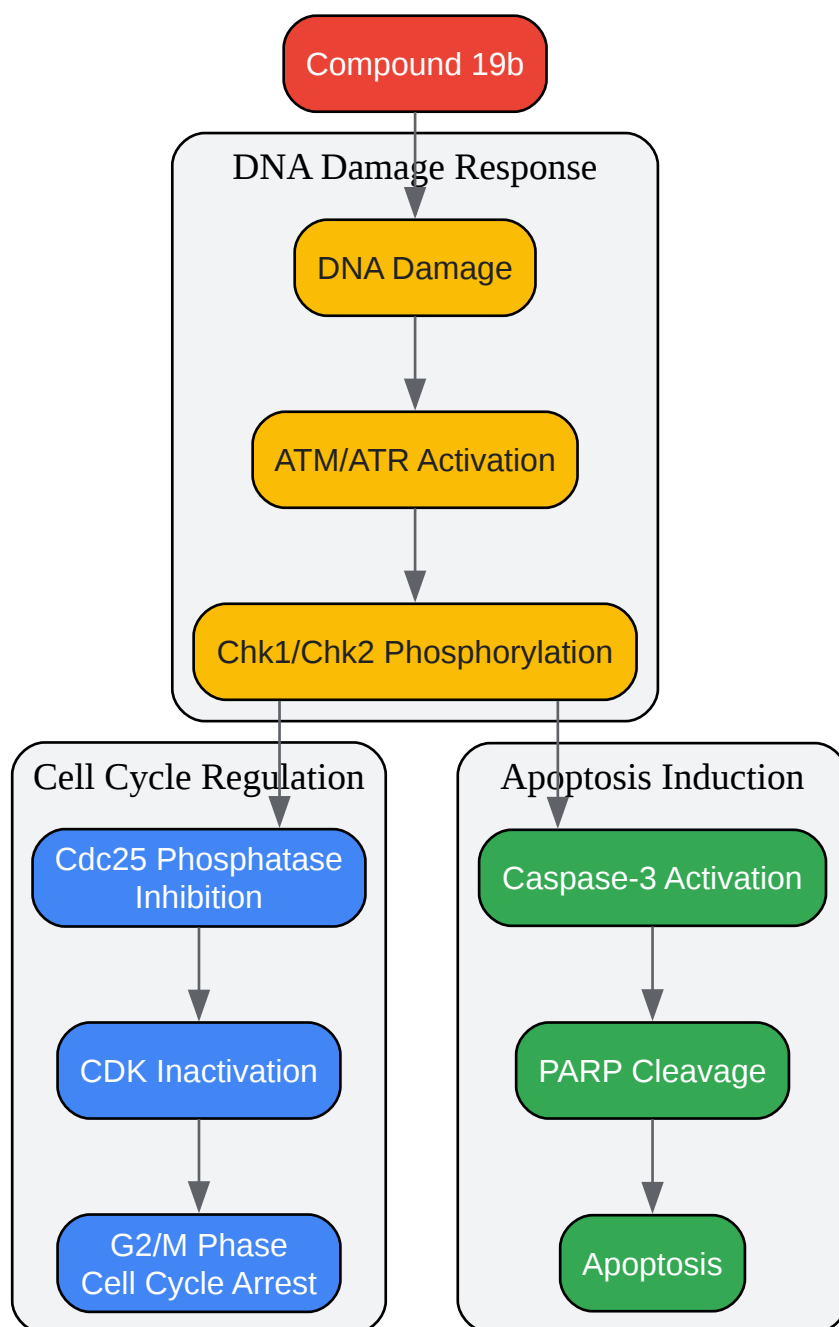 Compound 19b
DNA Damage Response
DNA Damage
ATM/ATR Activation
Chk1/Chk2 Phosphorylation
Cell Cycle Regulation
Cdc25 Phosphatase
Inhibition
CDK Inactivation
G2/M Phase
Cell Cycle Arrest
Apoptosis Induction
Caspase-3 Activation
PARP Cleavage
Apoptosis